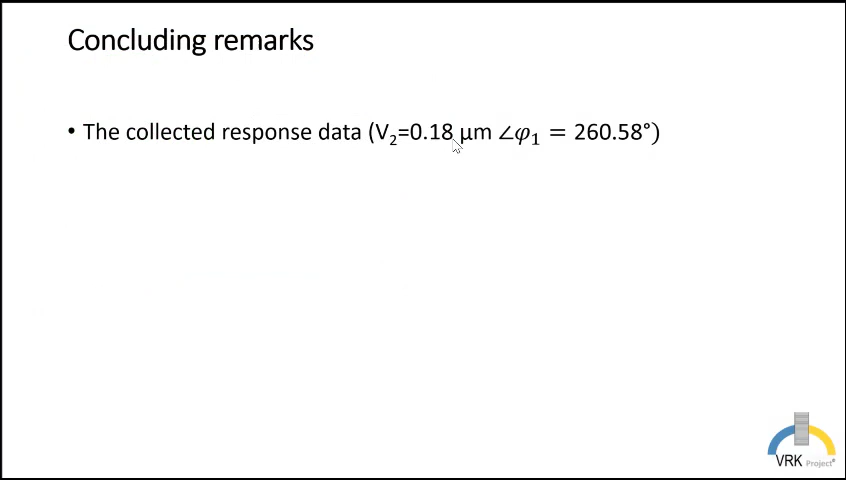 Concluding remarks
• The collected response data (V₂=0.18 µm ∠𝜑₁ = 260.58°)
VRK Project®